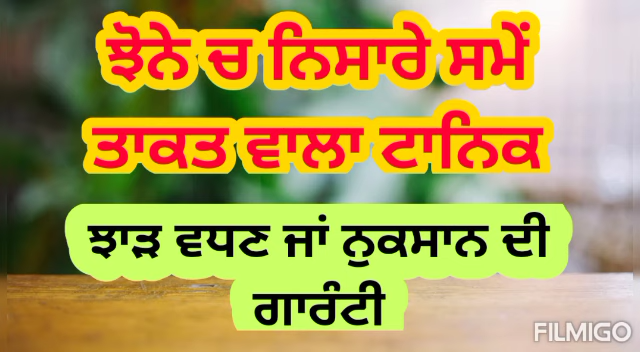 ਝੋਨੇ ਚ ਨਿਸਾਰੇ ਸਮੇਂ
ਤਾਕਤ ਵਾਲਾ ਟਾਨਿਕ
ਝਾੜ ਵਧਣ ਜਾਂ ਨੁਕਸਾਨ ਦੀ
ਗਾਰੰਟੀ
FILMIGO